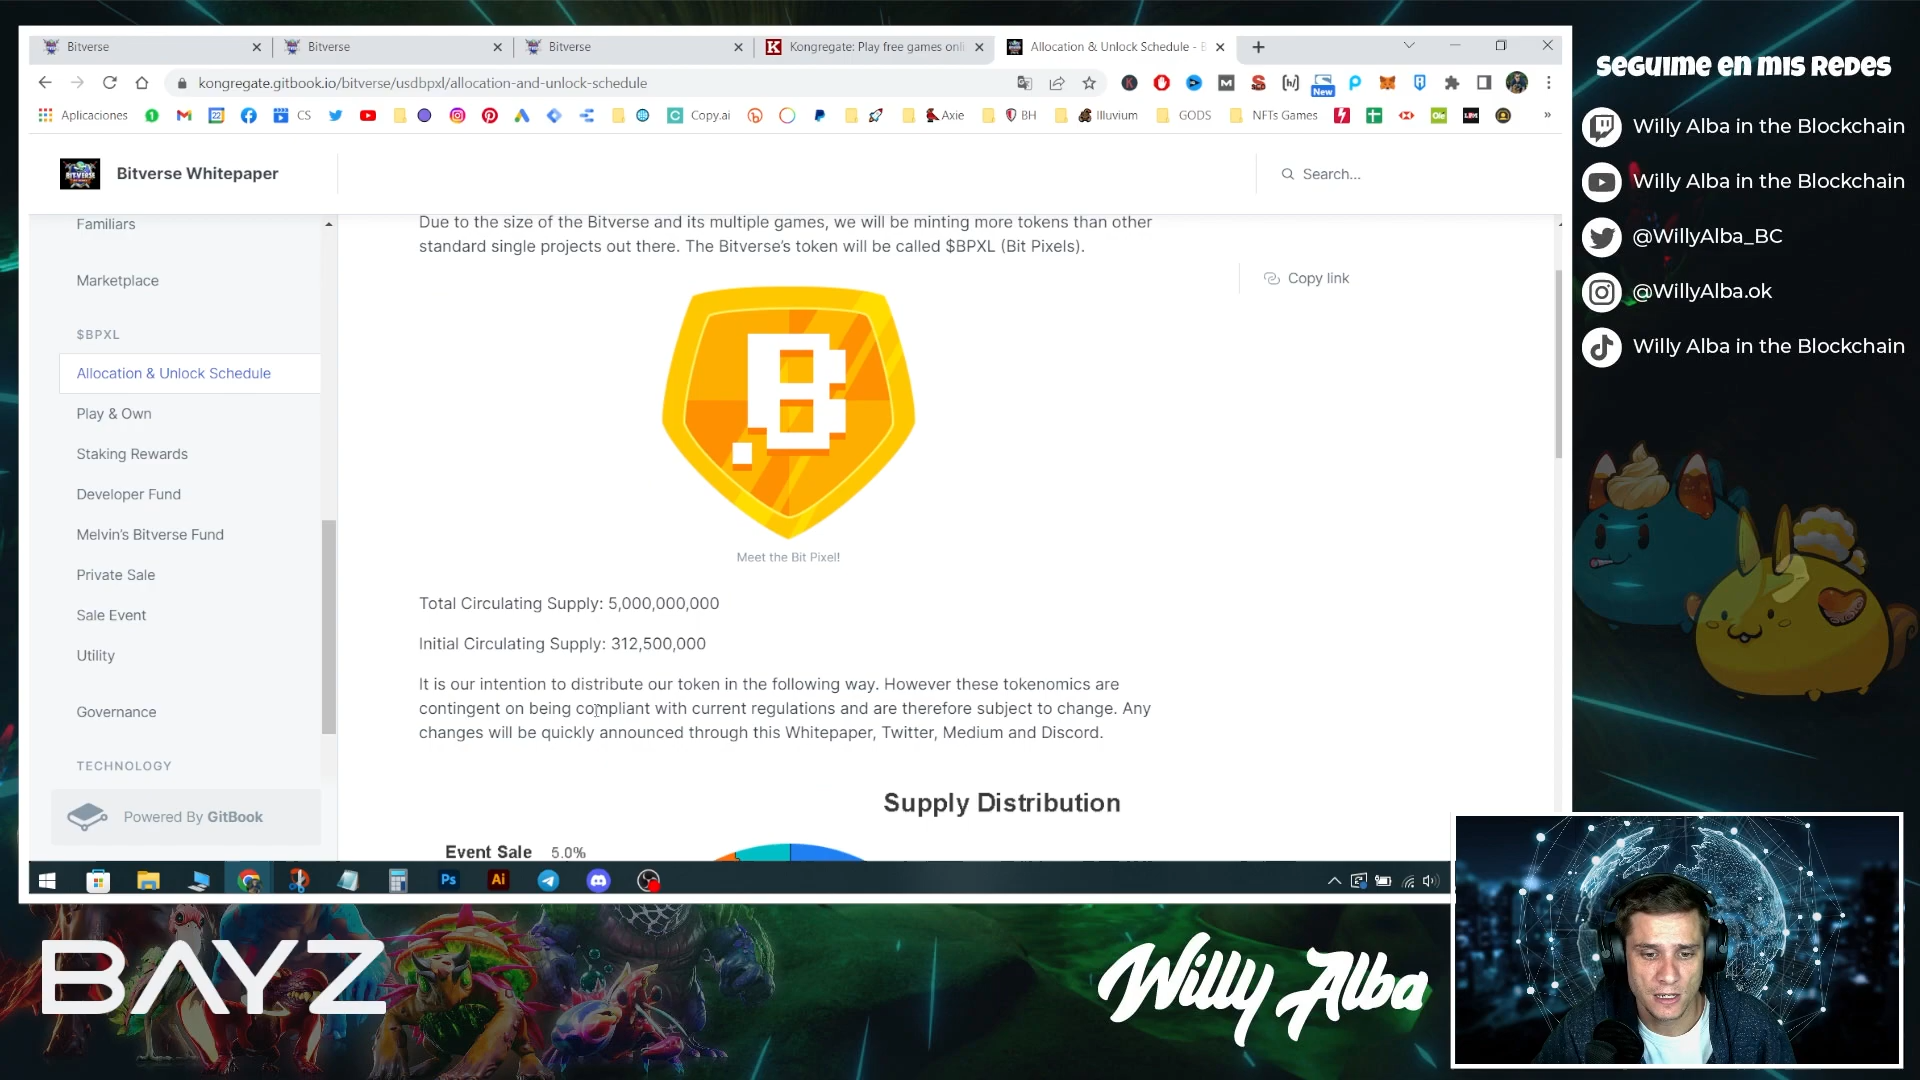 Bitverse
Bitverse
Bitverse
Kongregate: Play free games onl
Allocation & Unlock Schedule - B
kongregate.gitbook.io/bitverse/usdbpxl/allocation-and-unlock-schedule
New
Aplicaciones
CS
Copy.ai
Axie
BH
Illuvium
GODS
NFTs Games
»
Bitverse Whitepaper
Search...
Familiars
Marketplace
$BPXL
Allocation & Unlock Schedule
Play & Own
Staking Rewards
Developer Fund
Melvin's Bitverse Fund
Private Sale
Sale Event
Utility
Governance
TECHNOLOGY
Powered By GitBook
Due to the size of the Bitverse and its multiple games, we will be minting more tokens than other
standard single projects out there. The Bitverse's token will be called $BPXL (Bit Pixels).
Copy link
B
Meet the Bit Pixel!
Total Circulating Supply: 5,000,000,000
Initial Circulating Supply: 312,500,000
It is our intention to distribute our token in the following way. However these tokenomics are
contingent on being compliant with current regulations and are therefore subject to change. Any
changes will be quickly announced through this Whitepaper, Twitter, Medium and Discord.
Supply Distribution
Event Sale 5.0%
Ps
Ai
SeGUIMe en mIS ReDeS
Willy Alba in the Blockchain
Willy Alba in the Blockchain
@WillyAlba_BC
@WillyAlba.ok
Willy Alba in the Blockchain
BAYZ
Willy Alba